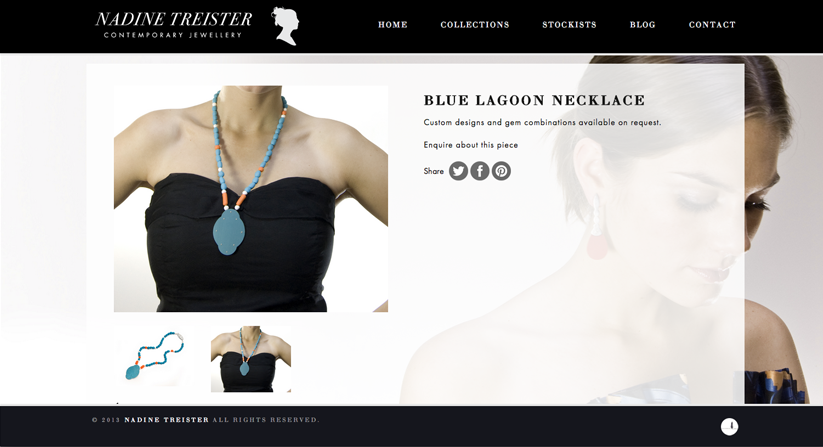 NADINE TREISTER
CONTEMPORARY JEWELLERY
HOME COLLECTIONS STOCKISTS BLOG CONTACT
BLUE LAGOON NECKLACE
Custom designs and gem combinations available on request.
Enquire about this piece
Share
© 2013 NADINE TREISTER ALL RIGHTS RESERVED.